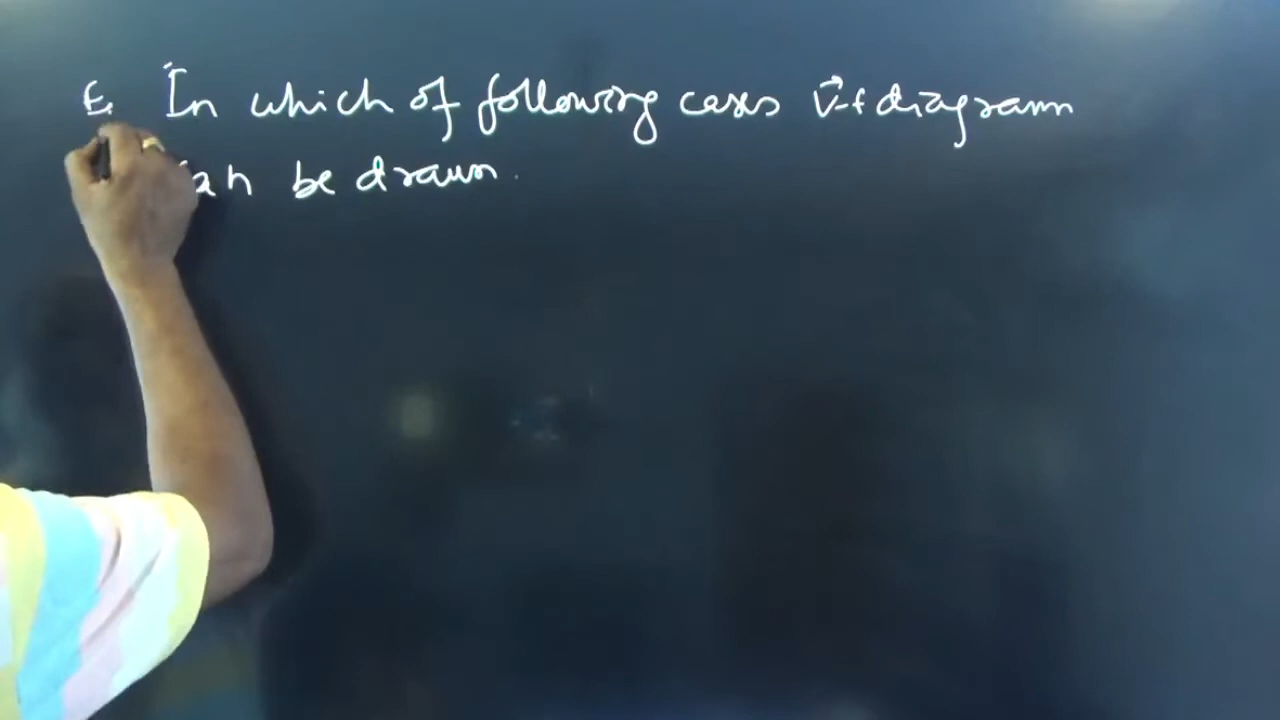 E. In which of following cases v⃗-t diagram
can be drawn.